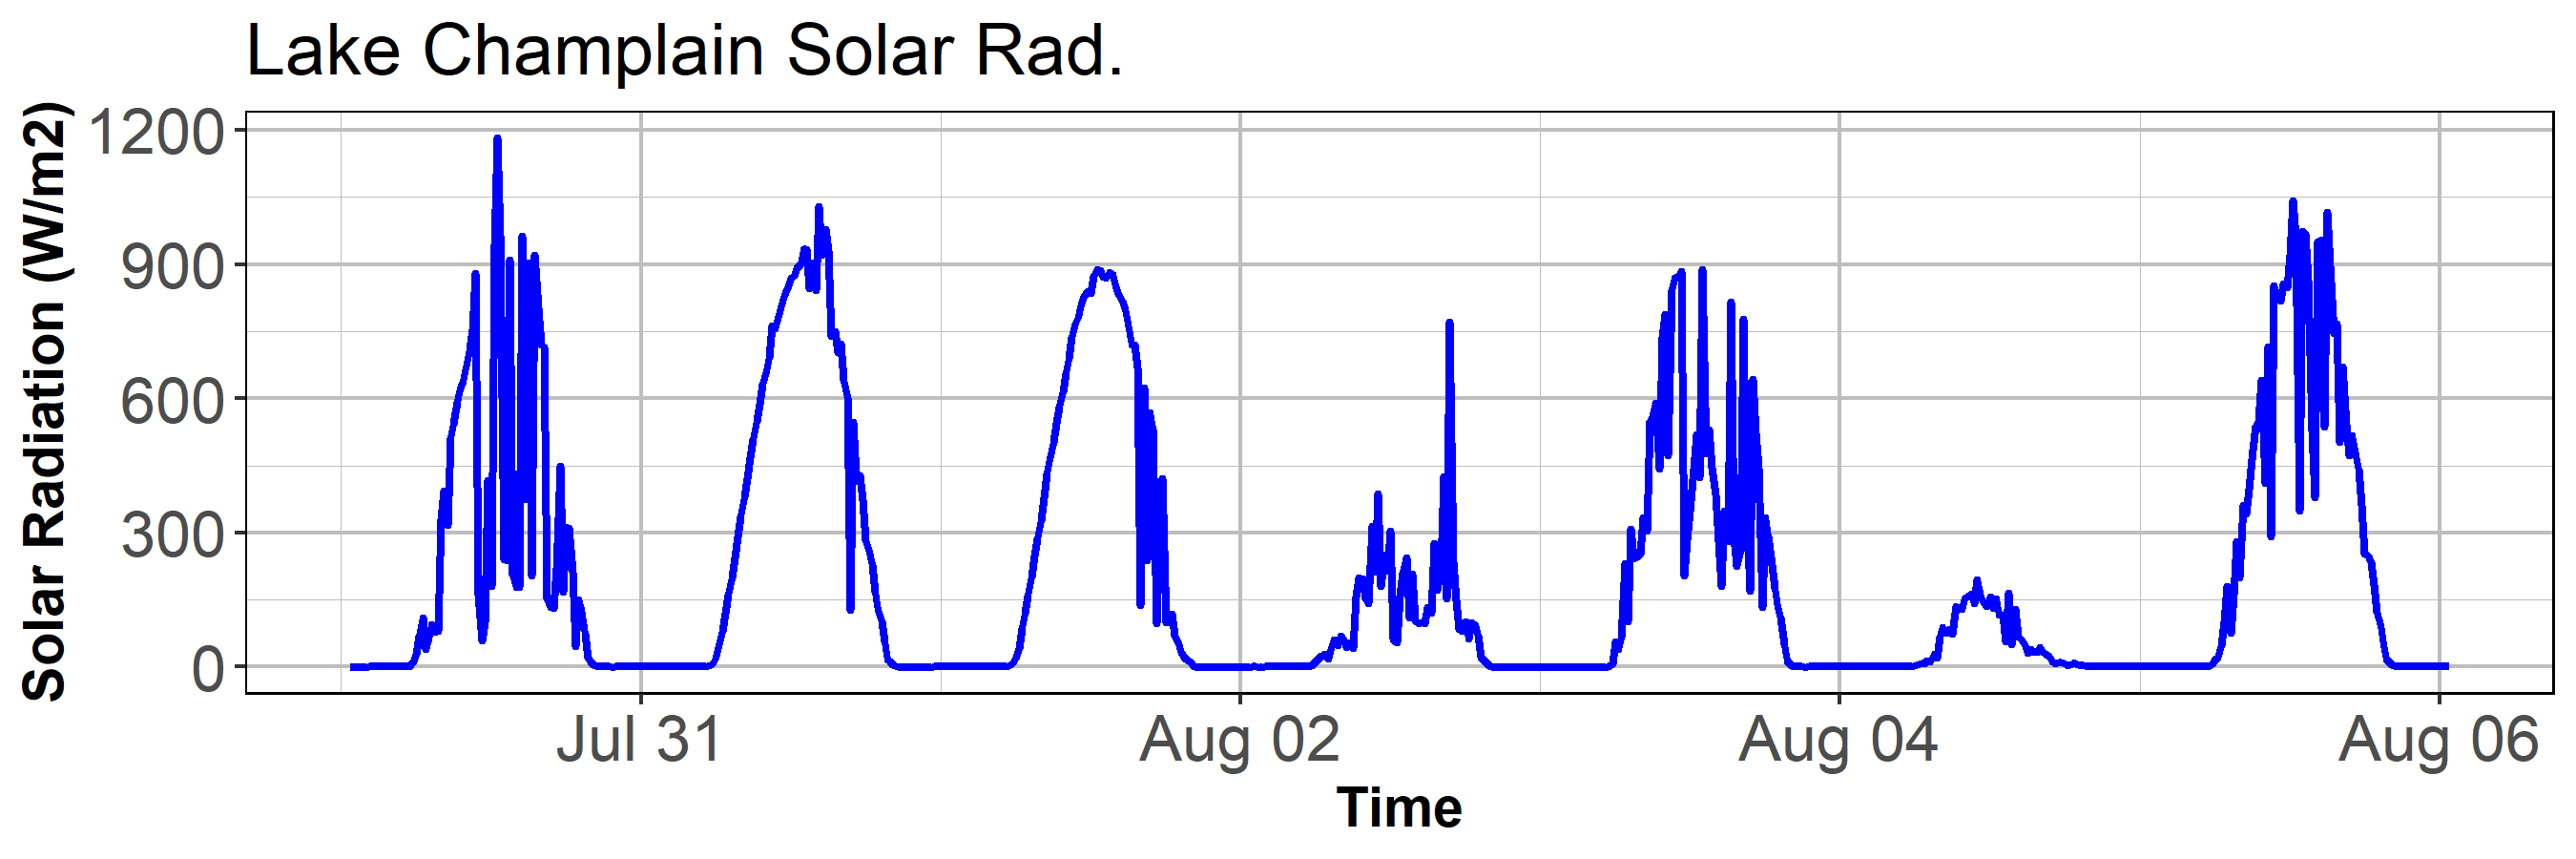 Lake Champlain Solar Rad.
Solar Radiation (W/m2)
1200
900
600
300
0
Jul 31
Aug 02
Aug 04
Aug 06
Time